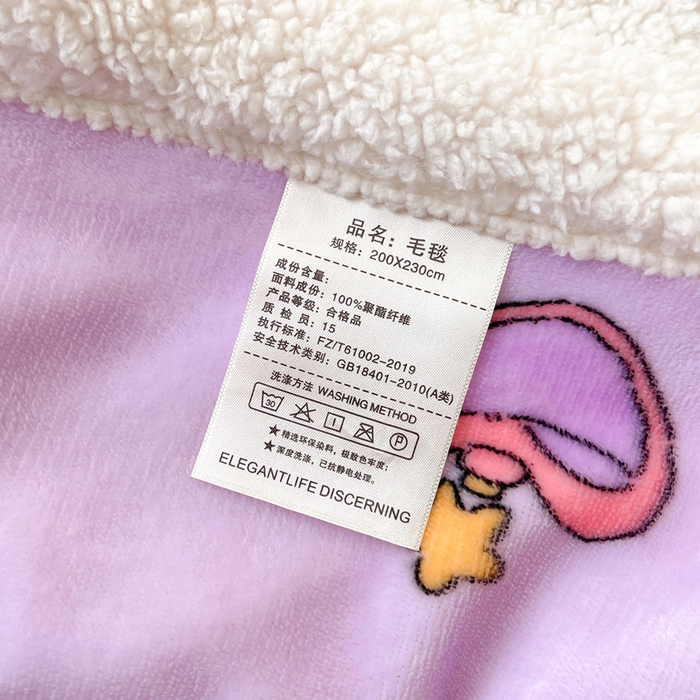 品名：毛毯
规格：200X230cm
成份含量：
面料成份：100%聚酯纤维
产品等级：合格品
质 检 员：15
执行标准：FZ/T61002-2019
安全技术类别：GB18401-2010(A类)
洗涤方法 WASHING METHOD
30 P
★精选环保染料，极致色牢度；
★深度洗涤，已抗静电处理。
ELEGANTLIFE DISCERNING